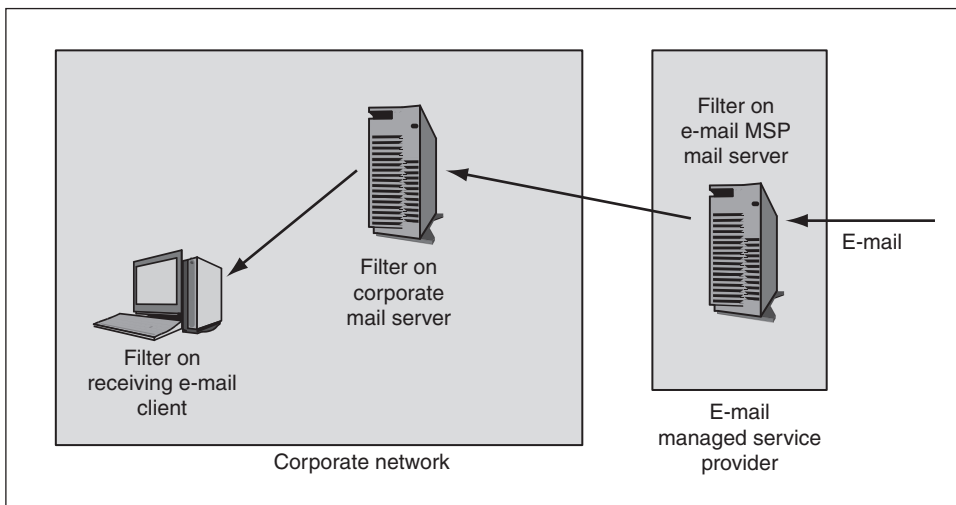 Filter on
e-mail MSP
mail server
E-mail
Filter on
corporate
mail server
Filter on
receiving e-mail
client
Corporate network
E-mail
managed service
provider